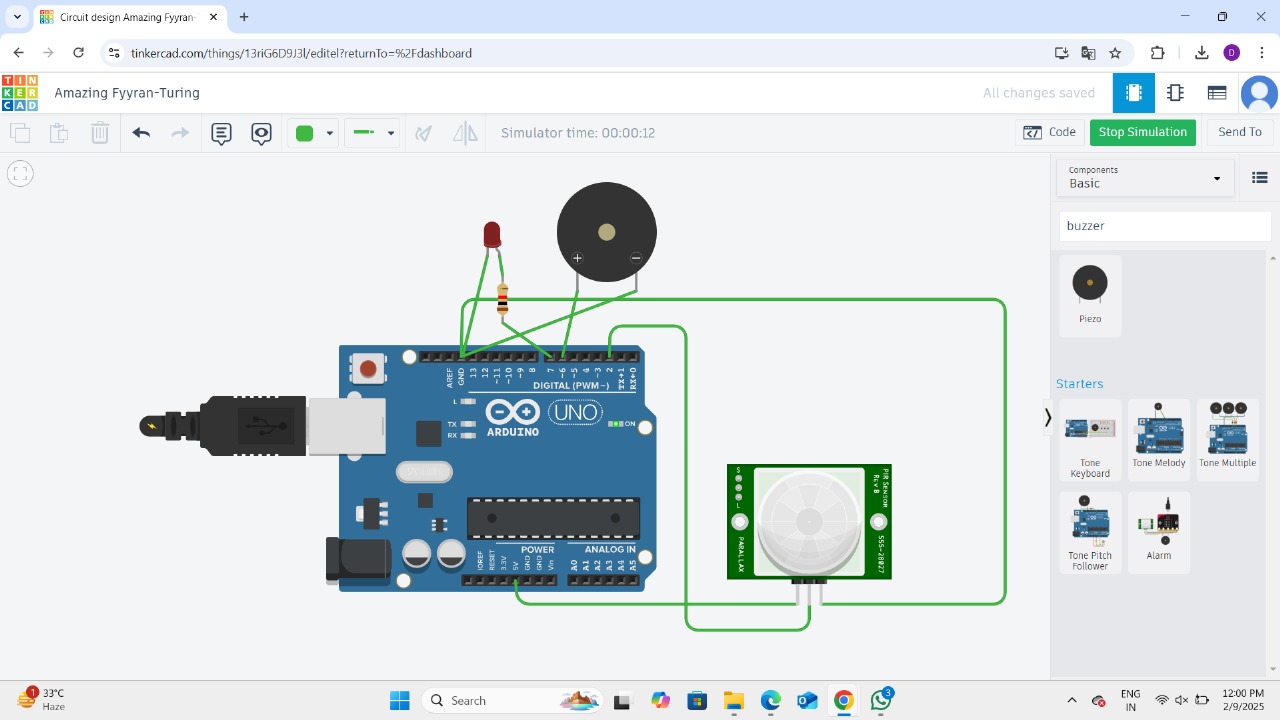 Circuit design Amazing Fyyran-
tinkercad.com/things/13riG6D9J3l/editel?returnTo=%2Fdashboard
D
TIN
KER
CAD
Amazing Fyyran-Turing
All changes saved
Simulator time: 00:00:12
Code
Stop Simulation
Send To
Components
Basic
buzzer
Piezo
Starters
Tone Keyboard
Tone Melody
Tone Multiple
Tone Pitch Follower
Alarm
+
−
AREF
GND
13
12
~11
~10
~9
8
7
~6
~5
4
~3
2
TX→1
RX←0
DIGITAL (PWM~)
L
TX
RX
ARDUINO
UNO
ON
POWER
ANALOG IN
IOREF
RESET
3.3V
5V
GND
GND
Vin
A0
A1
A2
A3
A4
A5
S
L
PARALLAX
PIR SENSOR
Rev B
555-28027
1
33°C
Haze
Search
3
ENG
IN
12:00 PM
2/9/2025